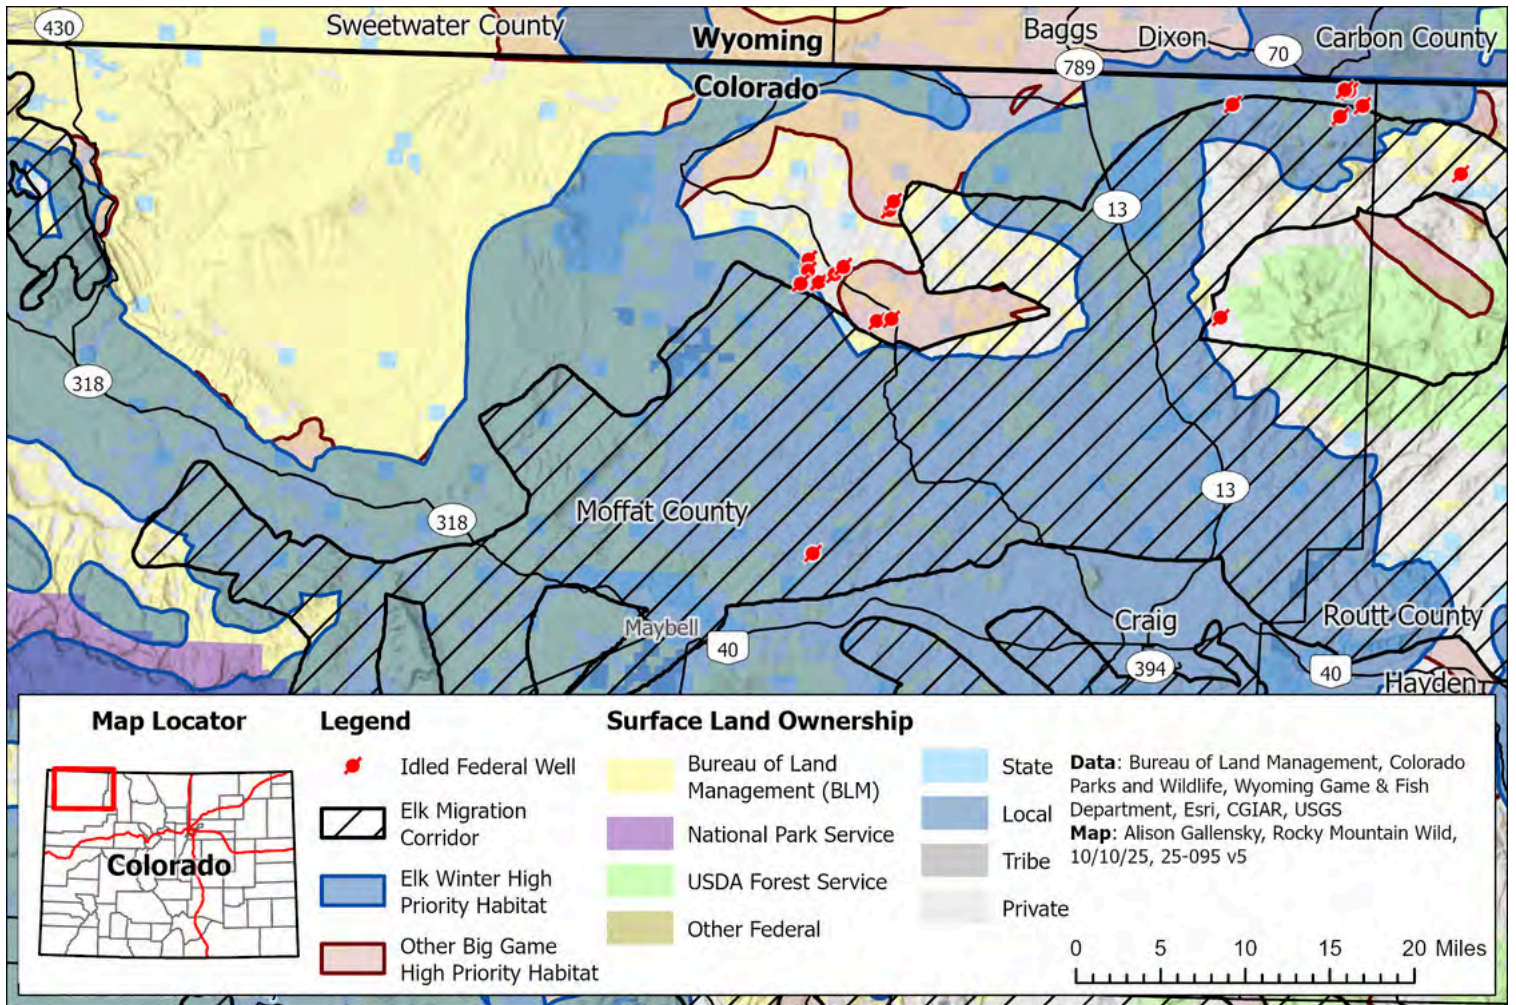 430
Sweetwater County
Wyoming
Baggs
Dixon
70
Carbon County
789
Colorado
13
318
13
318
Moffat County
Maybell
40
Craig
394
Routt County
40
Hayden
Map Locator
Colorado
Legend
Idled Federal Well
Elk Migration
Corridor
Elk Winter High
Priority Habitat
Other Big Game
High Priority Habitat
Surface Land Ownership
Bureau of Land
Management (BLM)
National Park Service
USDA Forest Service
Other Federal
State
Local
Tribe
Private
Data: Bureau of Land Management, Colorado
Parks and Wildlife, Wyoming Game & Fish
Department, Esri, CGIAR, USGS
Map: Alison Gallensky, Rocky Mountain Wild,
10/10/25, 25-095 v5
0 5 10 15 20 Miles